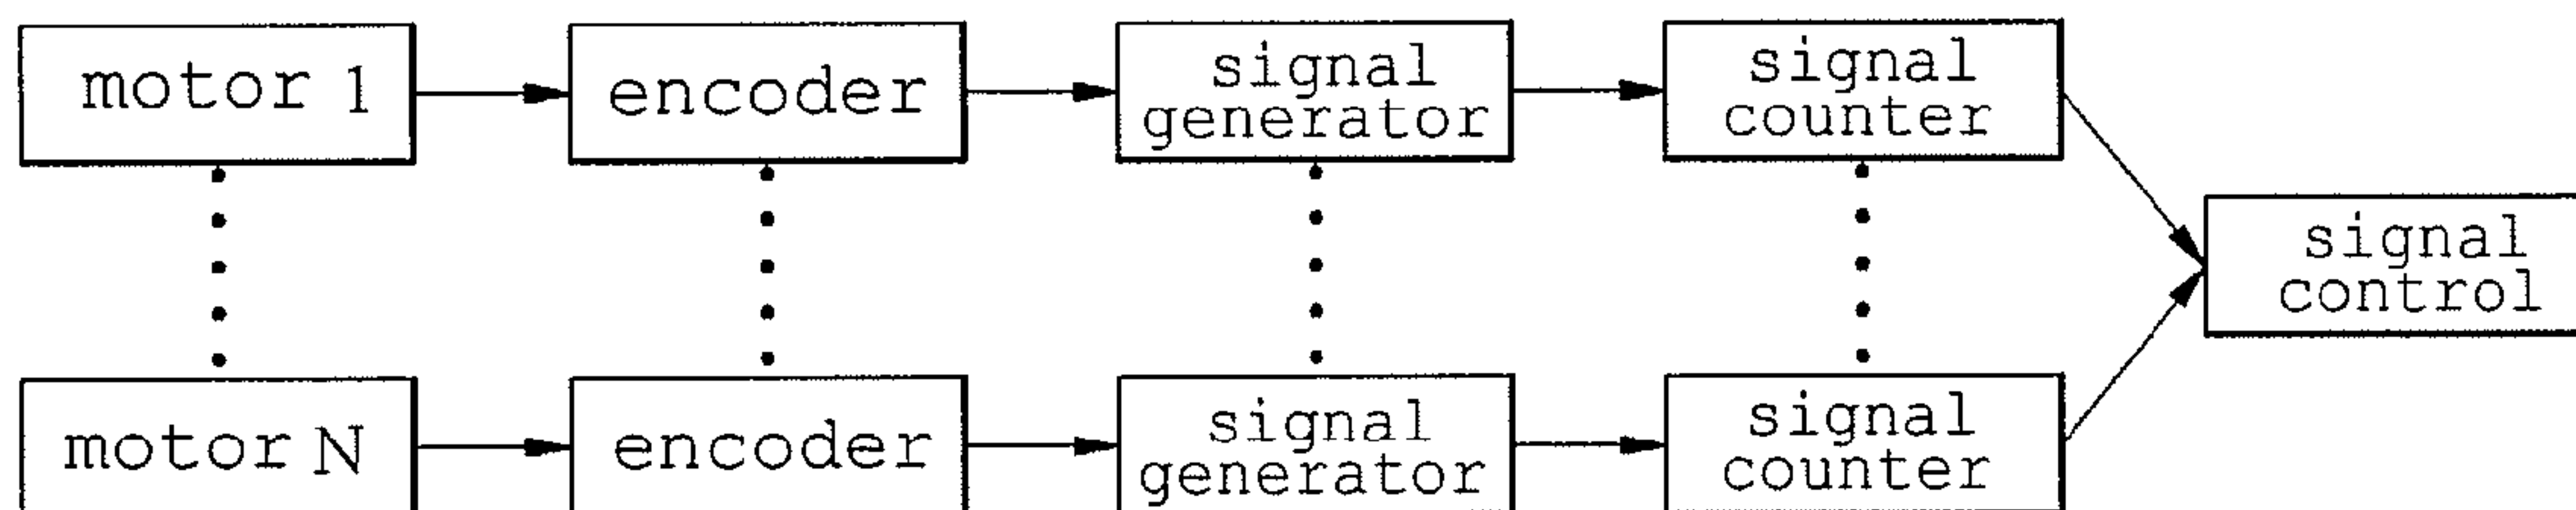 motor 1
encoder
signal
generator
signal
counter
signal
control
motor N
encoder
signal
generator
signal
counter